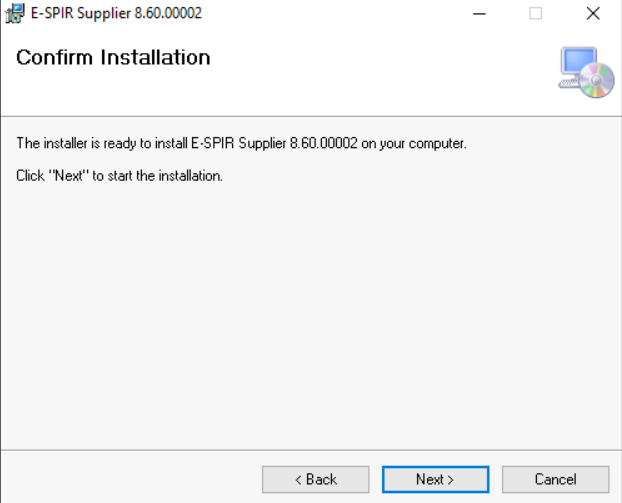 E-SPIR Supplier 8.60.00002
Confirm Installation
The installer is ready to install E-SPIR Supplier 8.60.00002 on your computer.
Click "Next" to start the installation.
< Back
Next >
Cancel